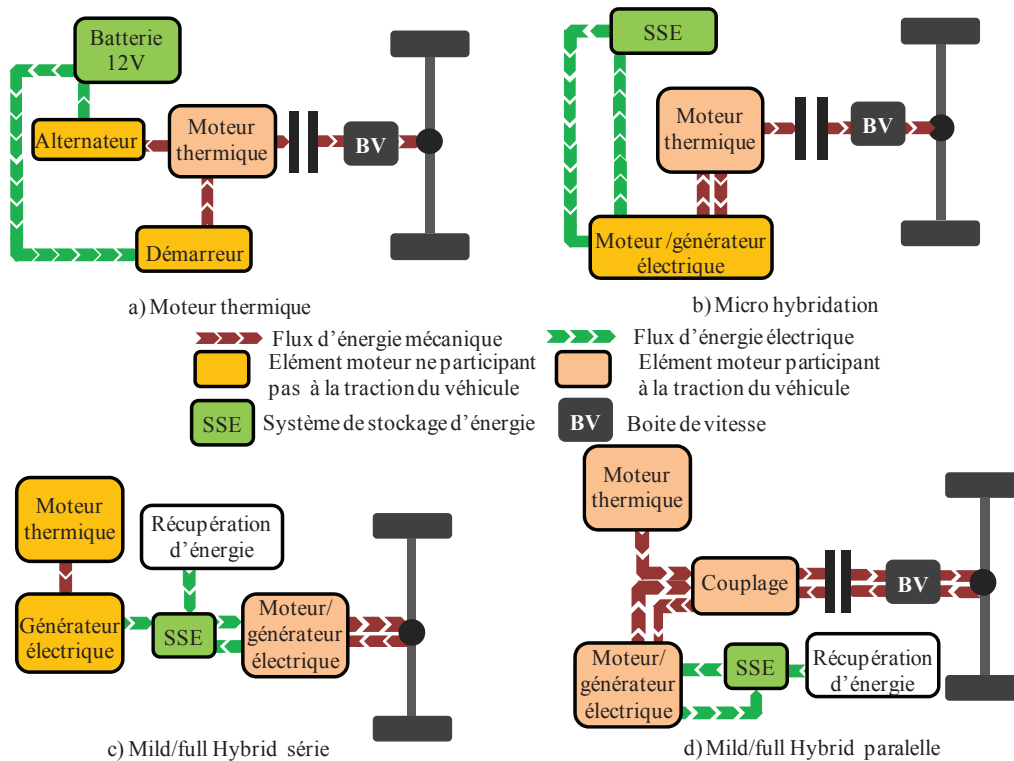 Batterie
12V
Alternateur
Moteur
thermique
BV
Démarreur
a) Moteur thermique
SSE
Moteur
thermique
BV
Moteur/générateur
électrique
b) Micro hybridation
Flux d'énergie mécanique
Flux d'énergie électrique
Elément moteur ne participant
pas à la traction du véhicule
Elément moteur participant
à la traction du véhicule
SSE
Système de stockage d'énergie
BV
Boite de vitesse
Moteur
thermique
Récupération
d'énergie
Générateur
électrique
SSE
Moteur/
générateur
électrique
c) Mild/full Hybrid série
Moteur
thermique
Couplage
BV
Moteur/
générateur
électrique
SSE
Récupération
d'énergie
d) Mild/full Hybrid paralelle